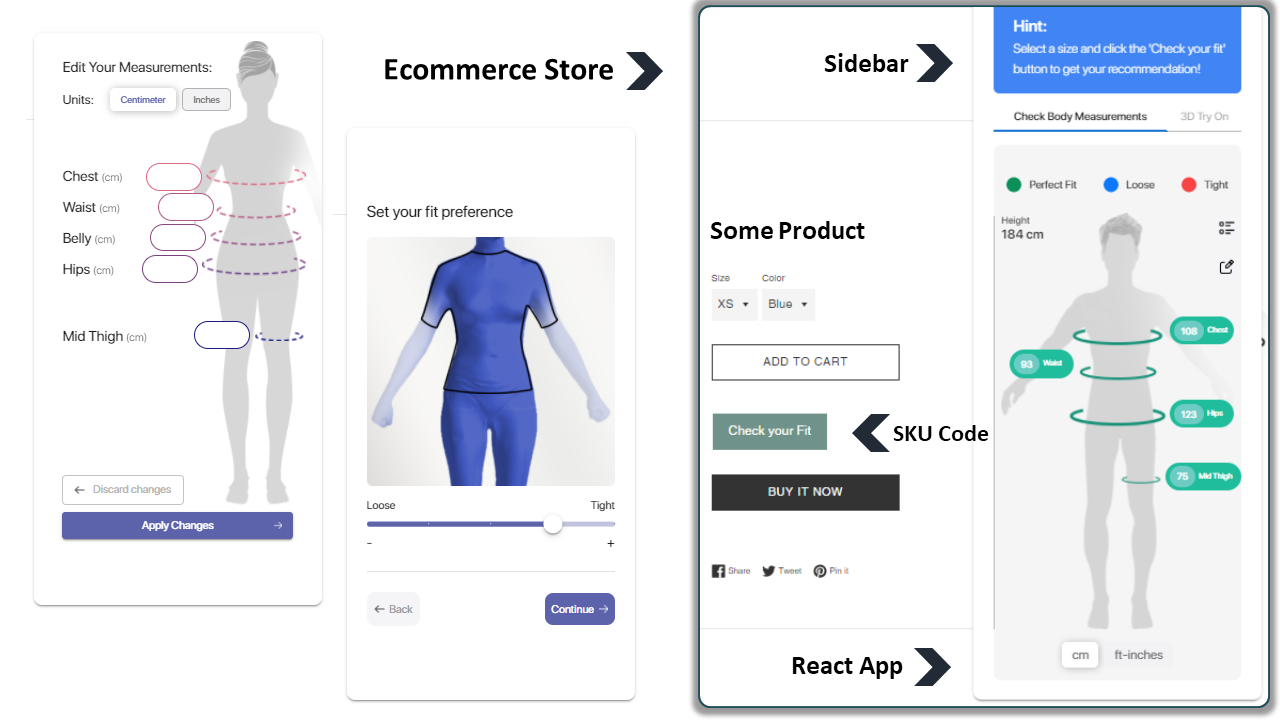 Edit Your Measurements:
Units: Centimeter Inches
Chest (cm)
Waist (cm)
Belly (cm)
Hips (cm)
Mid Thigh (cm)
← Discard changes
Apply Changes →
Ecommerce Store
Set your fit preference
Loose Tight
- +
← Back
Continue →
Sidebar
Some Product
Size Color
XS Blue
ADD TO CART
Check your Fit
SKU Code
BUY IT NOW
Share Tweet Pin it
React App
Hint:
Select a size and click the 'Check your fit'
button to get your recommendation!
Check Body Measurements 3D Try On
Perfect Fit Loose Tight
Height
184 cm
108 Chest
93 Waist
123 Hips
75 Mid Thigh
cm ft-inches